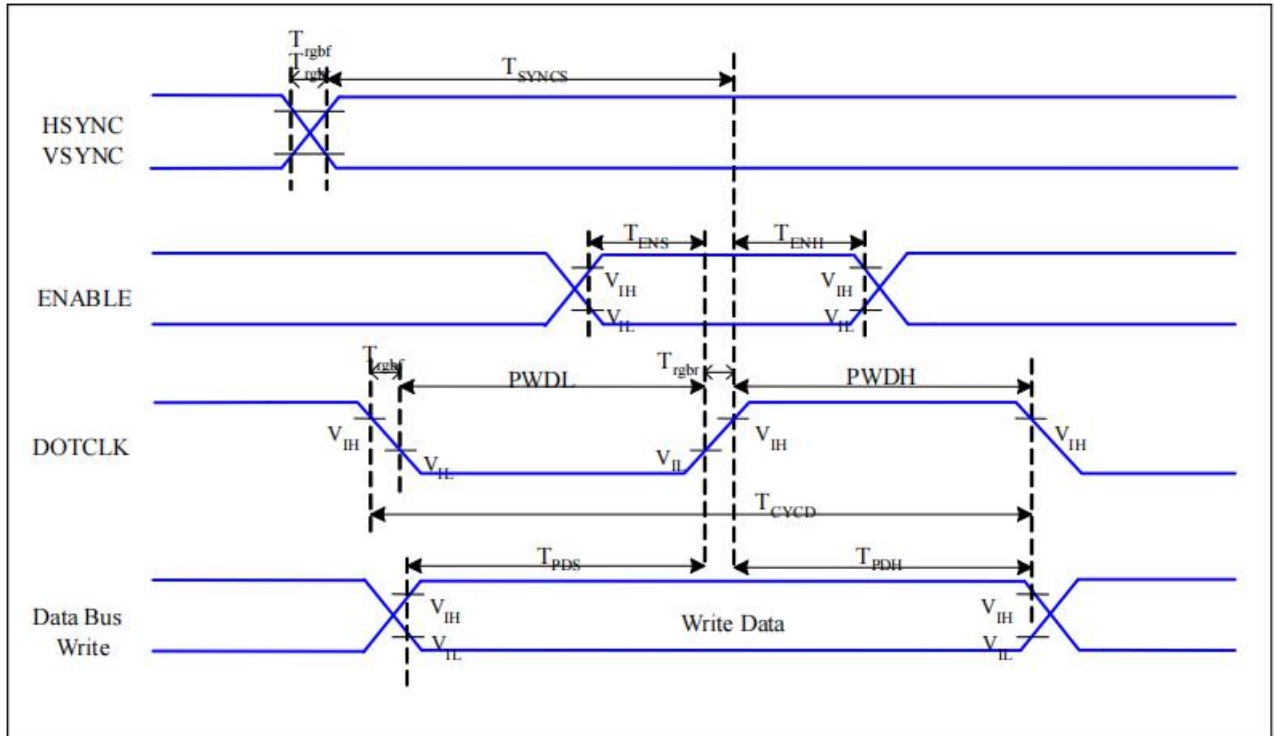 Trgbf
Trgbr
TSYNCS
HSYNC
VSYNC
TENS
TENH
VIH
VIH
ENABLE
VIL
VIL
Trgbf
PWDL
Trgbr
PWDH
DOTCLK
VIH
VIL
VIL
VIH
VIH
TCYCD
TPDS
TPDH
Data Bus
Write
VIH
Write Data
VIH
VIL
VIL